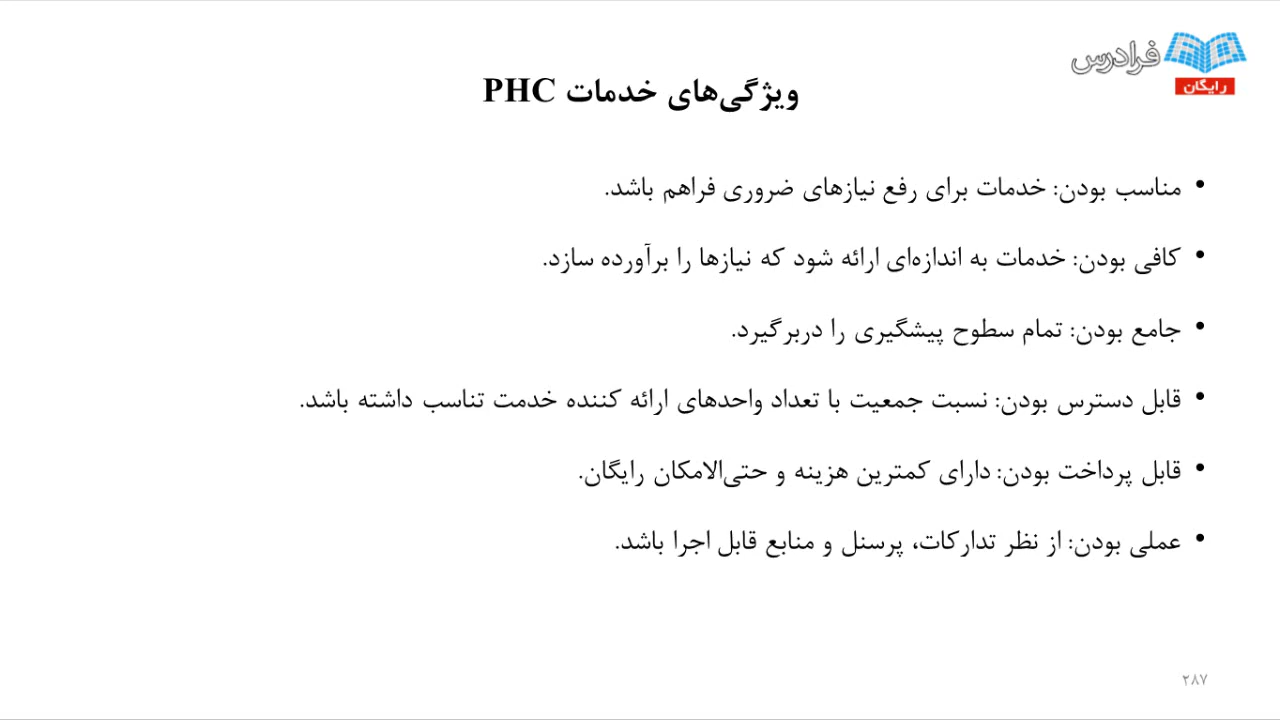 فرادرس
رایگان
ویژگی‌های خدمات PHC
• مناسب بودن: خدمات برای رفع نیازهای ضروری فراهم باشد.
• کافی بودن: خدمات به اندازه‌ای ارائه شود که نیازها را برآورده سازد.
• جامع بودن: تمام سطوح پیشگیری را دربرگیرد.
• قابل دسترس بودن: نسبت جمعیت با تعداد واحدهای ارائه کننده خدمت تناسب داشته باشد.
• قابل پرداخت بودن: دارای کمترین هزینه و حتی‌الامکان رایگان.
• عملی بودن: از نظر تدارکات، پرسنل و منابع قابل اجرا باشد.
۲۸۷